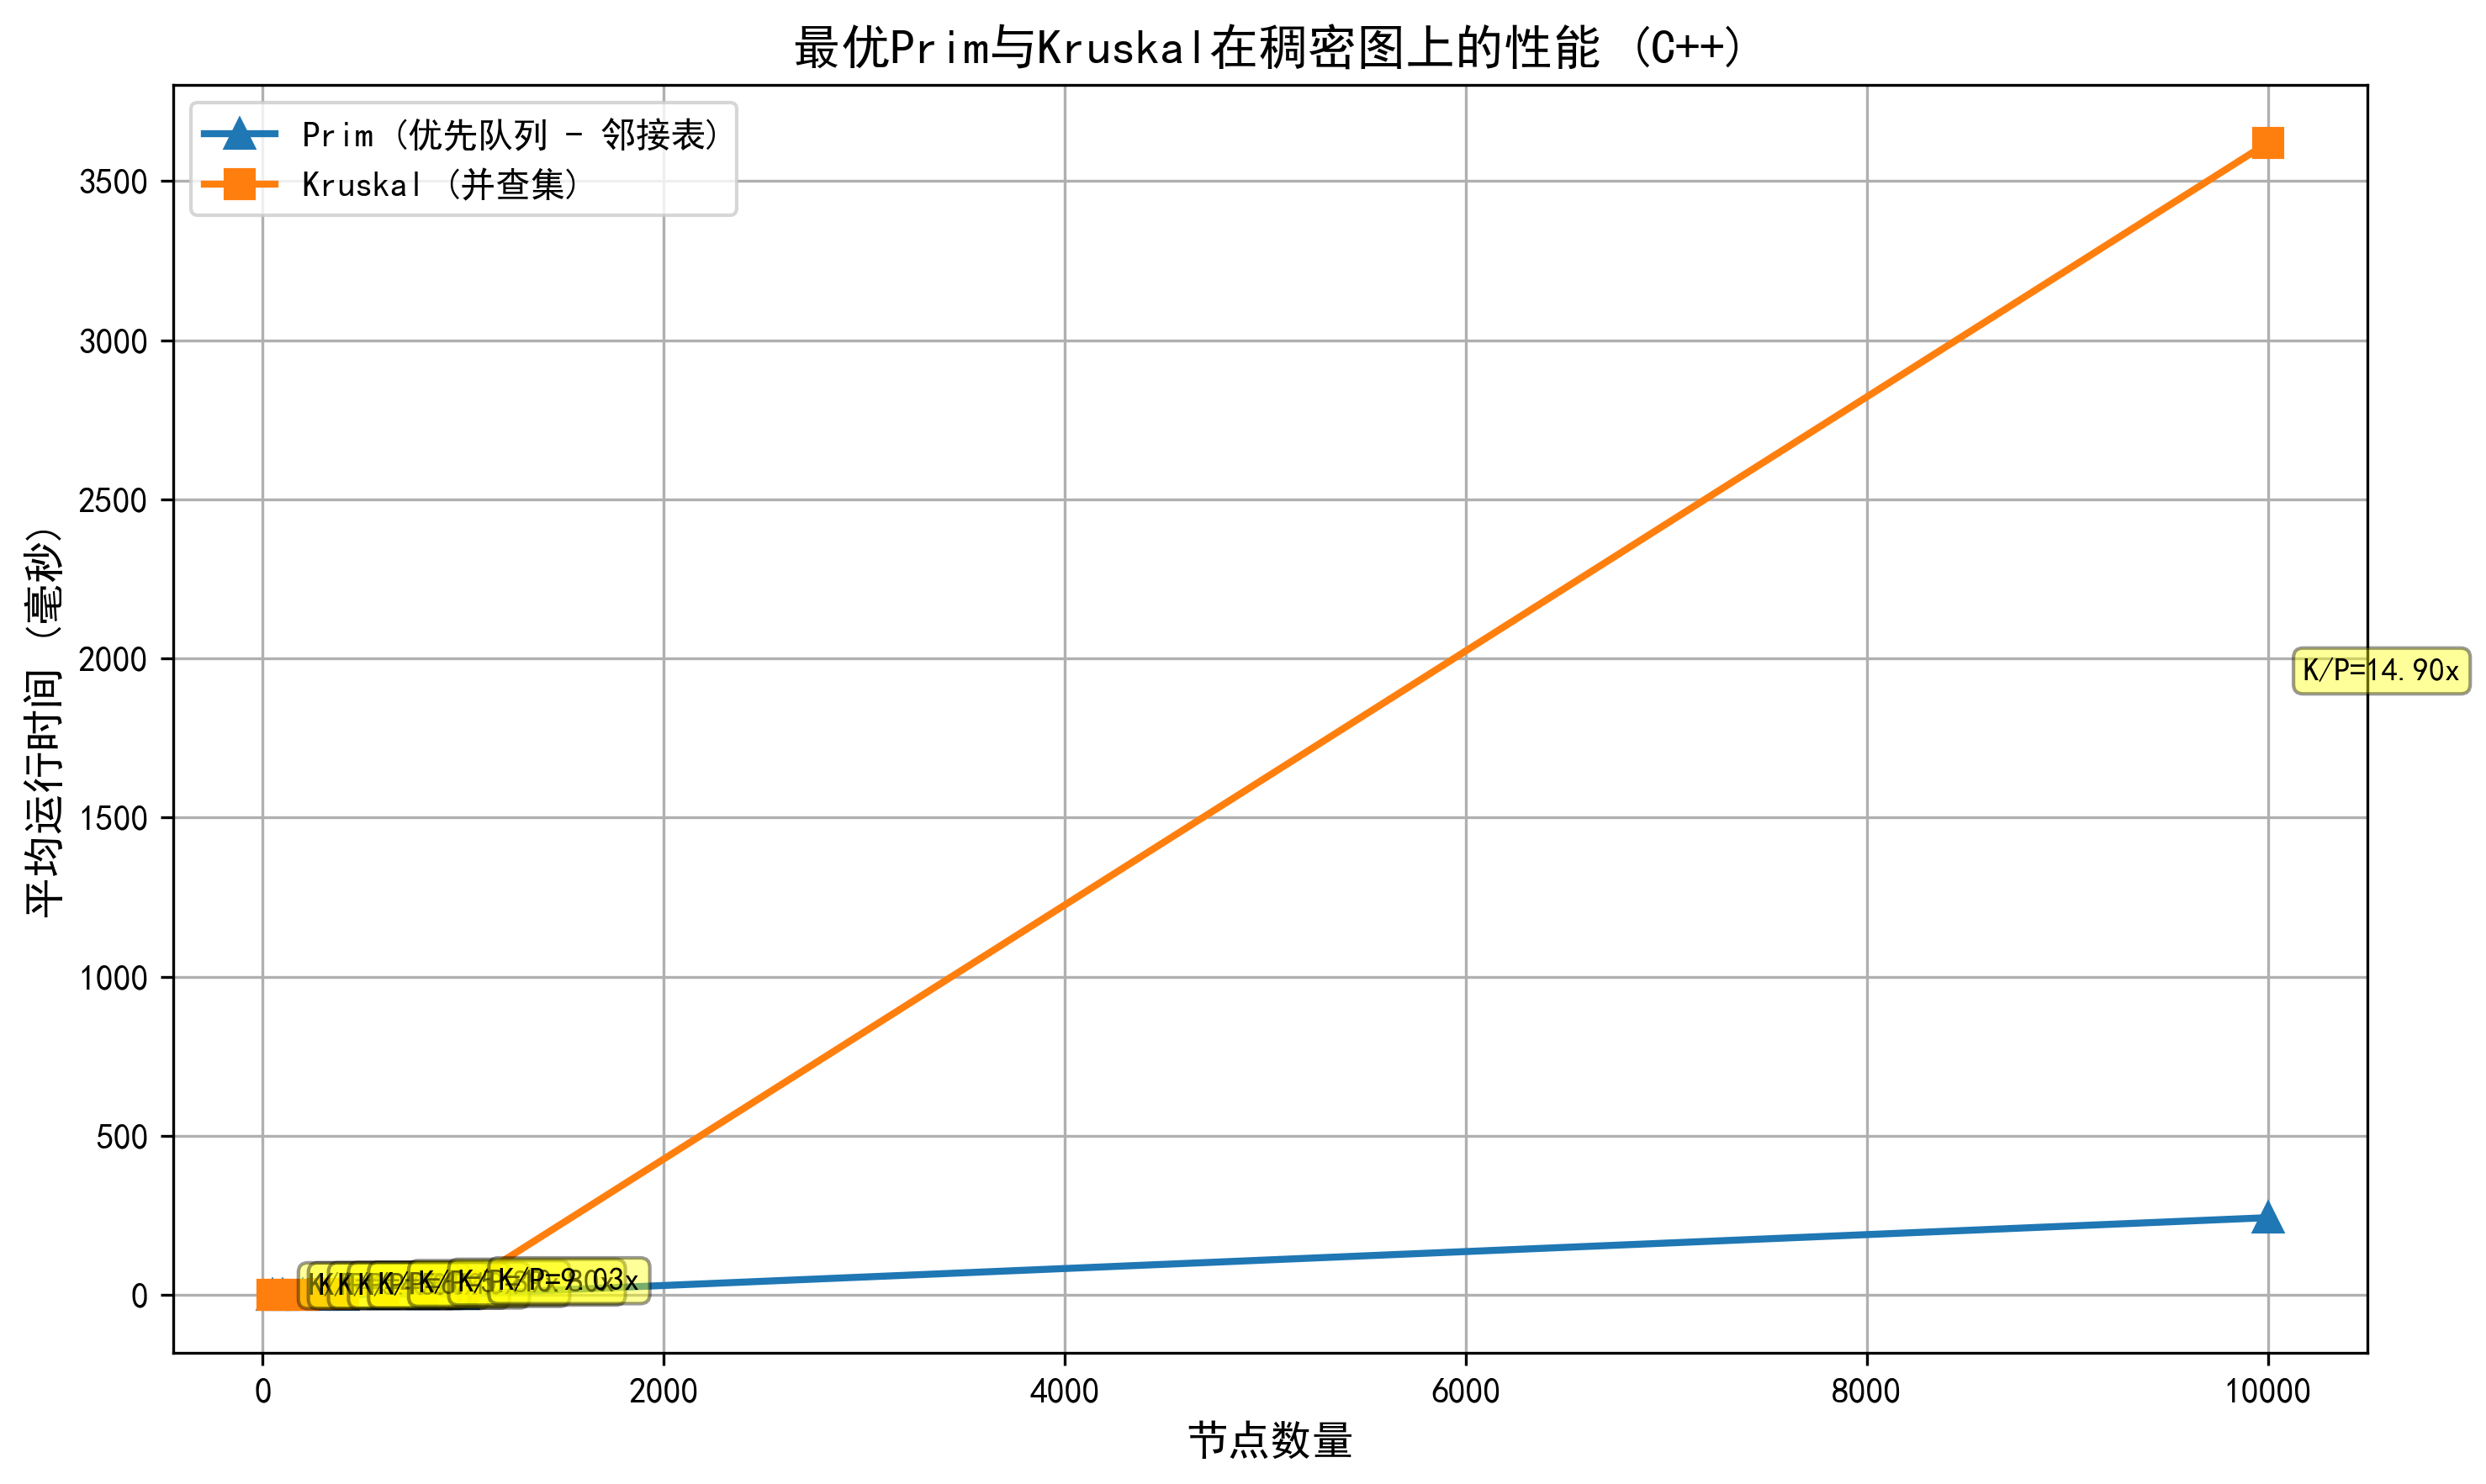 最优Prim与Kruskal在稠密图上的性能 (C++)
Prim (优先队列 - 邻接表)
Kruskal (并查集)
平均运行时间 (毫秒)
3500
3000
2500
2000
1500
1000
500
0
K/P=14.90x
K/P=9.03x
0 2000 4000 6000 8000 10000
节点数量